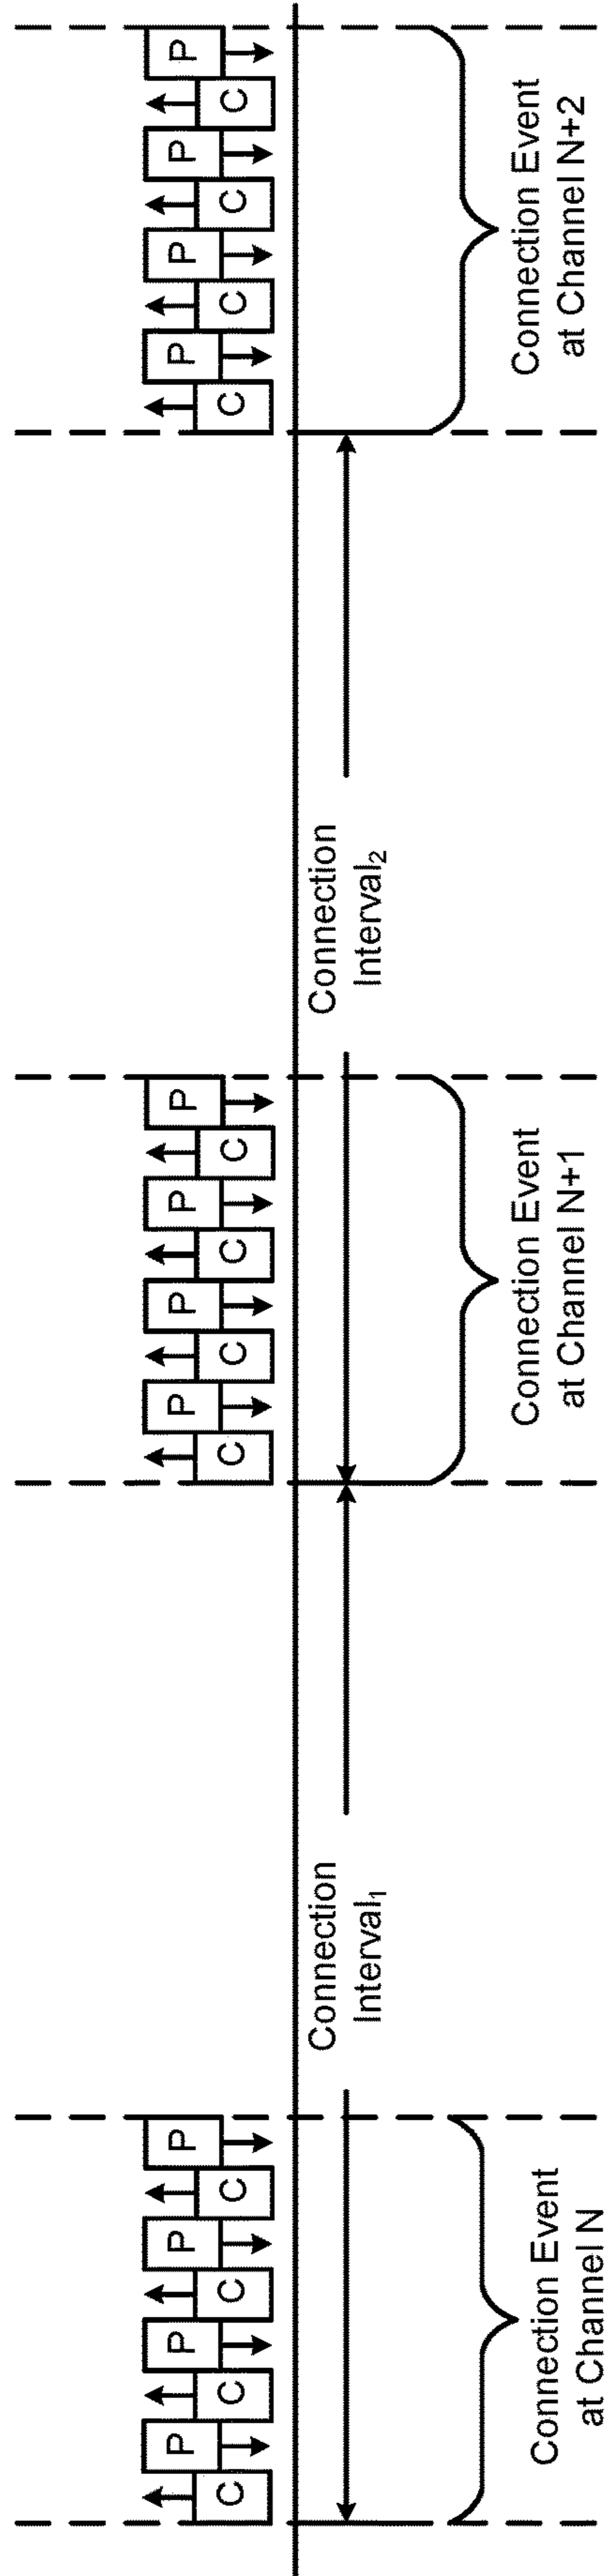 C P C P C P C P
C P C P C P C P
C P C P C P C P
Connection
Interval₁
Connection
Interval₂
Connection Event
at Channel N
Connection Event
at Channel N+1
Connection Event
at Channel N+2